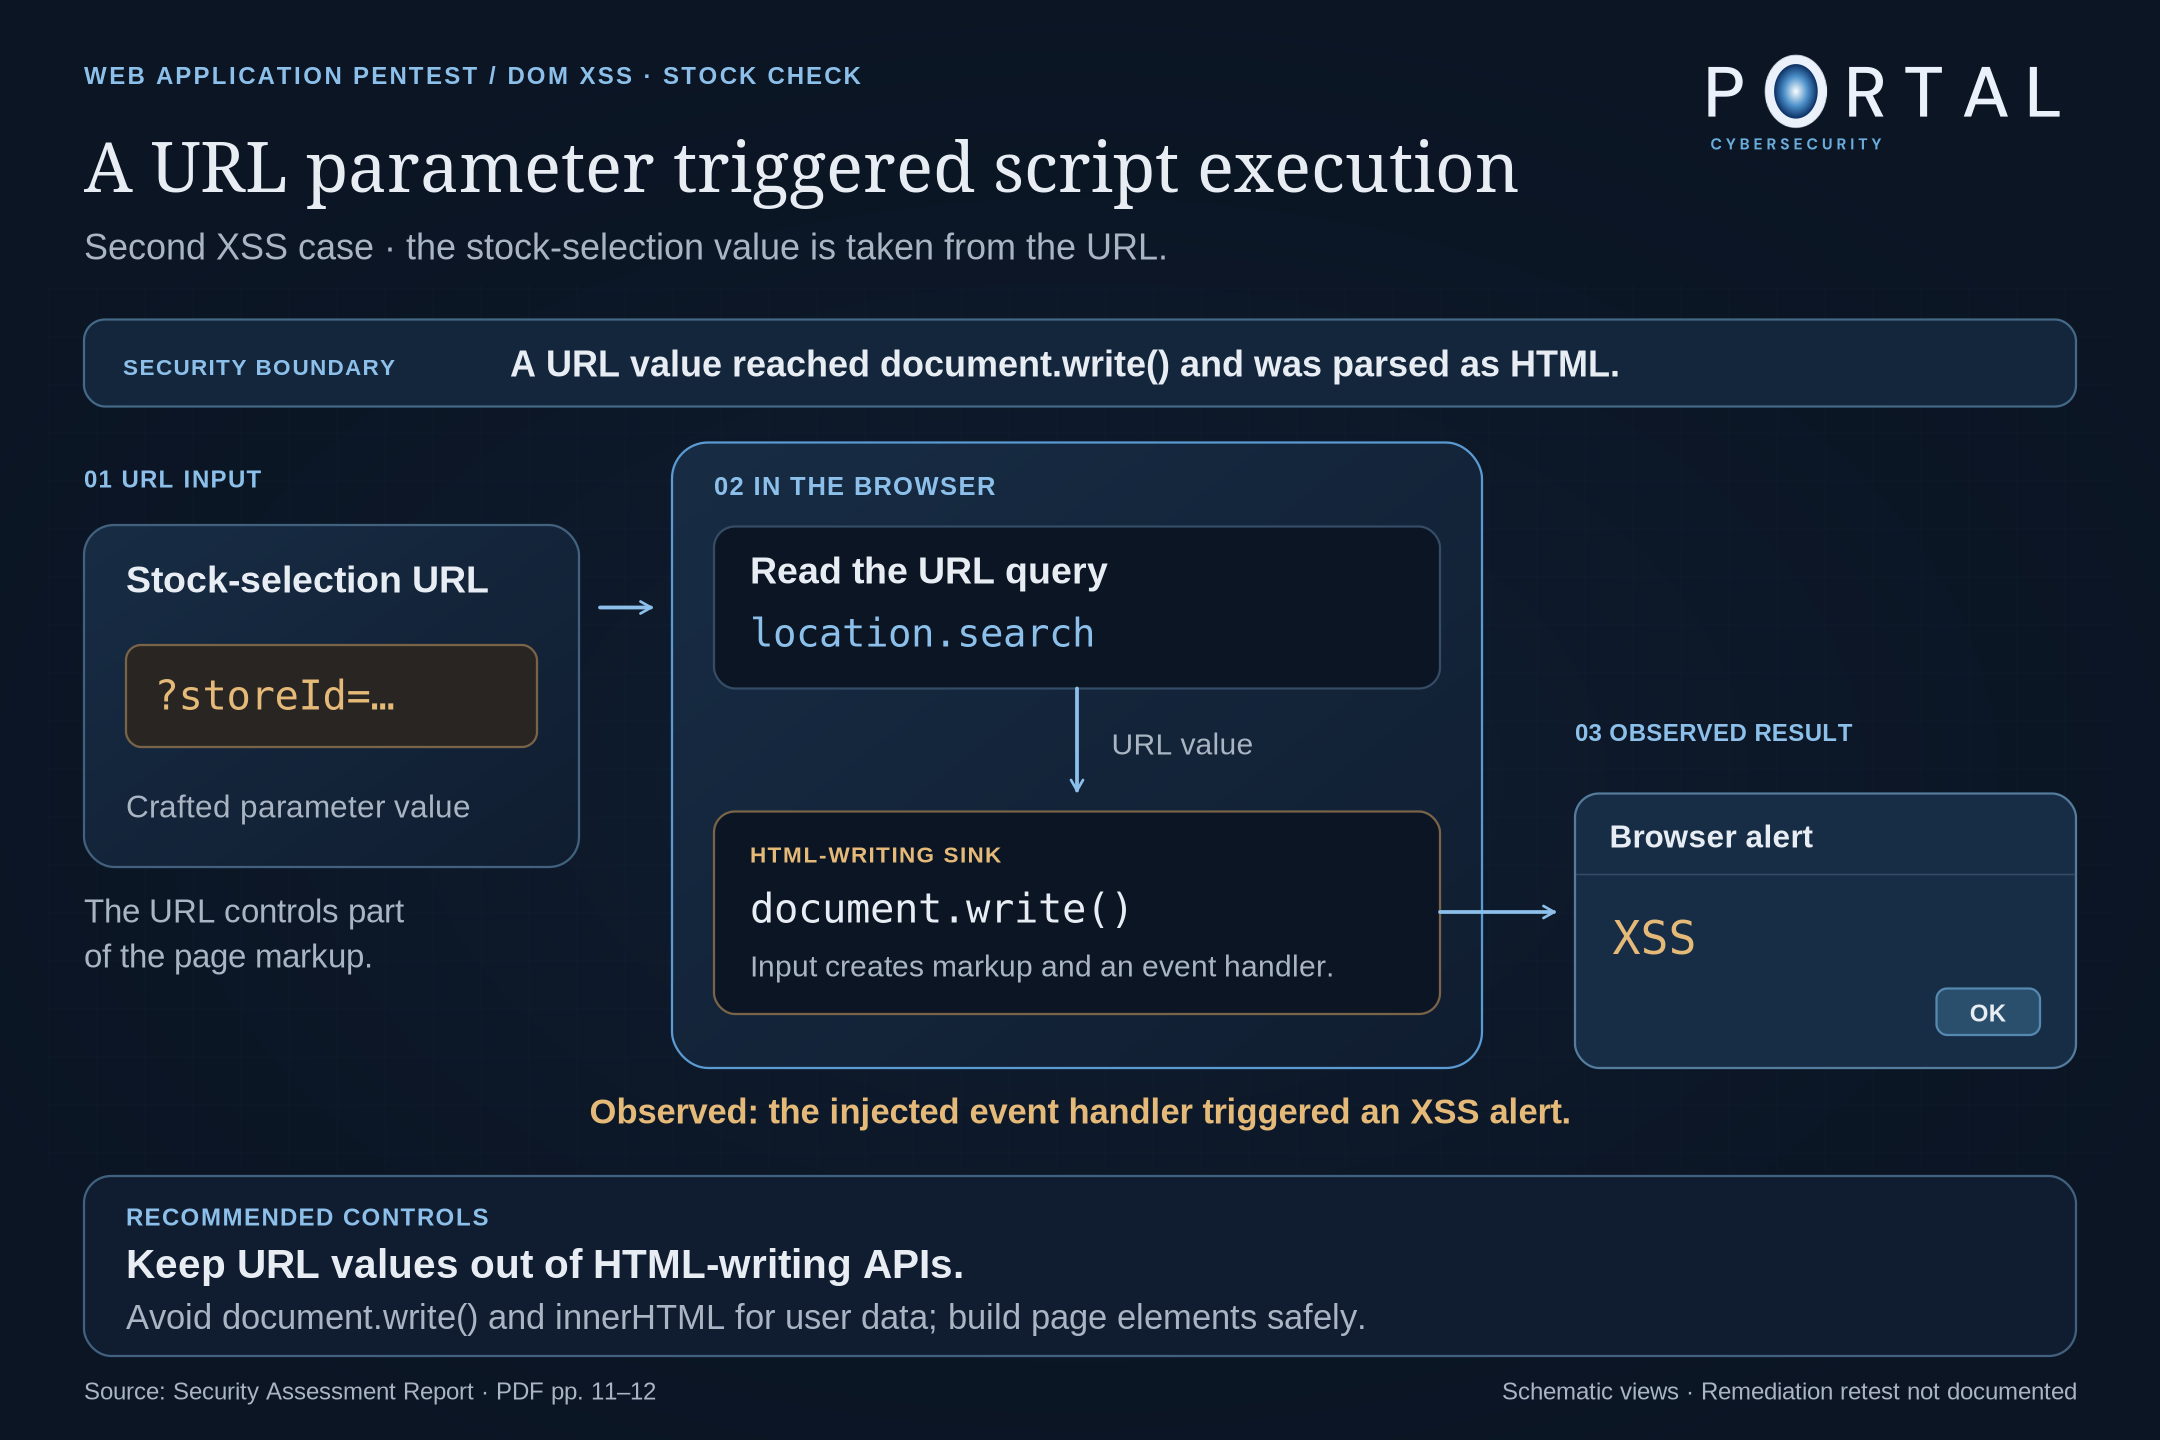 WEB APPLICATION PENTEST / DOM XSS · STOCK CHECK
PORTAL
CYBERSECURITY
A URL parameter triggered script execution
Second XSS case · the stock-selection value is taken from the URL.
SECURITY BOUNDARY
A URL value reached document.write() and was parsed as HTML.
01 URL INPUT
Stock-selection URL
?storeId=…
Crafted parameter value
The URL controls part
of the page markup.
02 IN THE BROWSER
Read the URL query
location.search
URL value
HTML-WRITING SINK
document.write()
Input creates markup and an event handler.
03 OBSERVED RESULT
Browser alert
XSS
OK
Observed: the injected event handler triggered an XSS alert.
RECOMMENDED CONTROLS
Keep URL values out of HTML-writing APIs.
Avoid document.write() and innerHTML for user data; build page elements safely.
Source: Security Assessment Report · PDF pp. 11–12
Schematic views · Remediation retest not documented